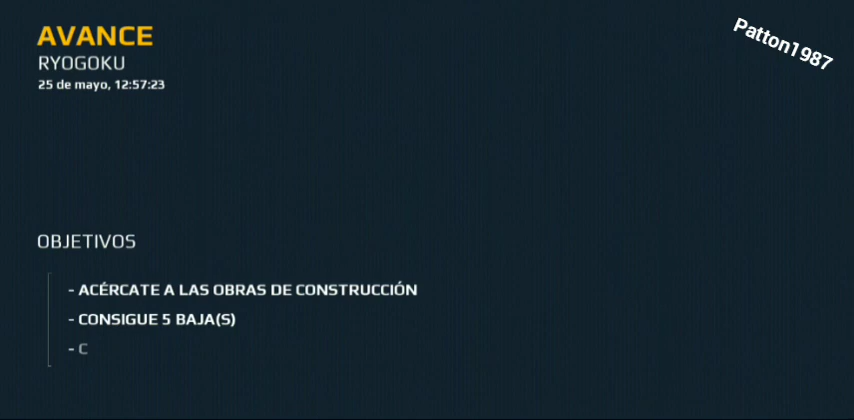 AVANCE
RYOGOKU
25 de mayo, 12:57:23
Patton1987
OBJETIVOS
- ACÉRCATE A LAS OBRAS DE CONSTRUCCIÓN
- CONSIGUE 5 BAJA(S)
- C